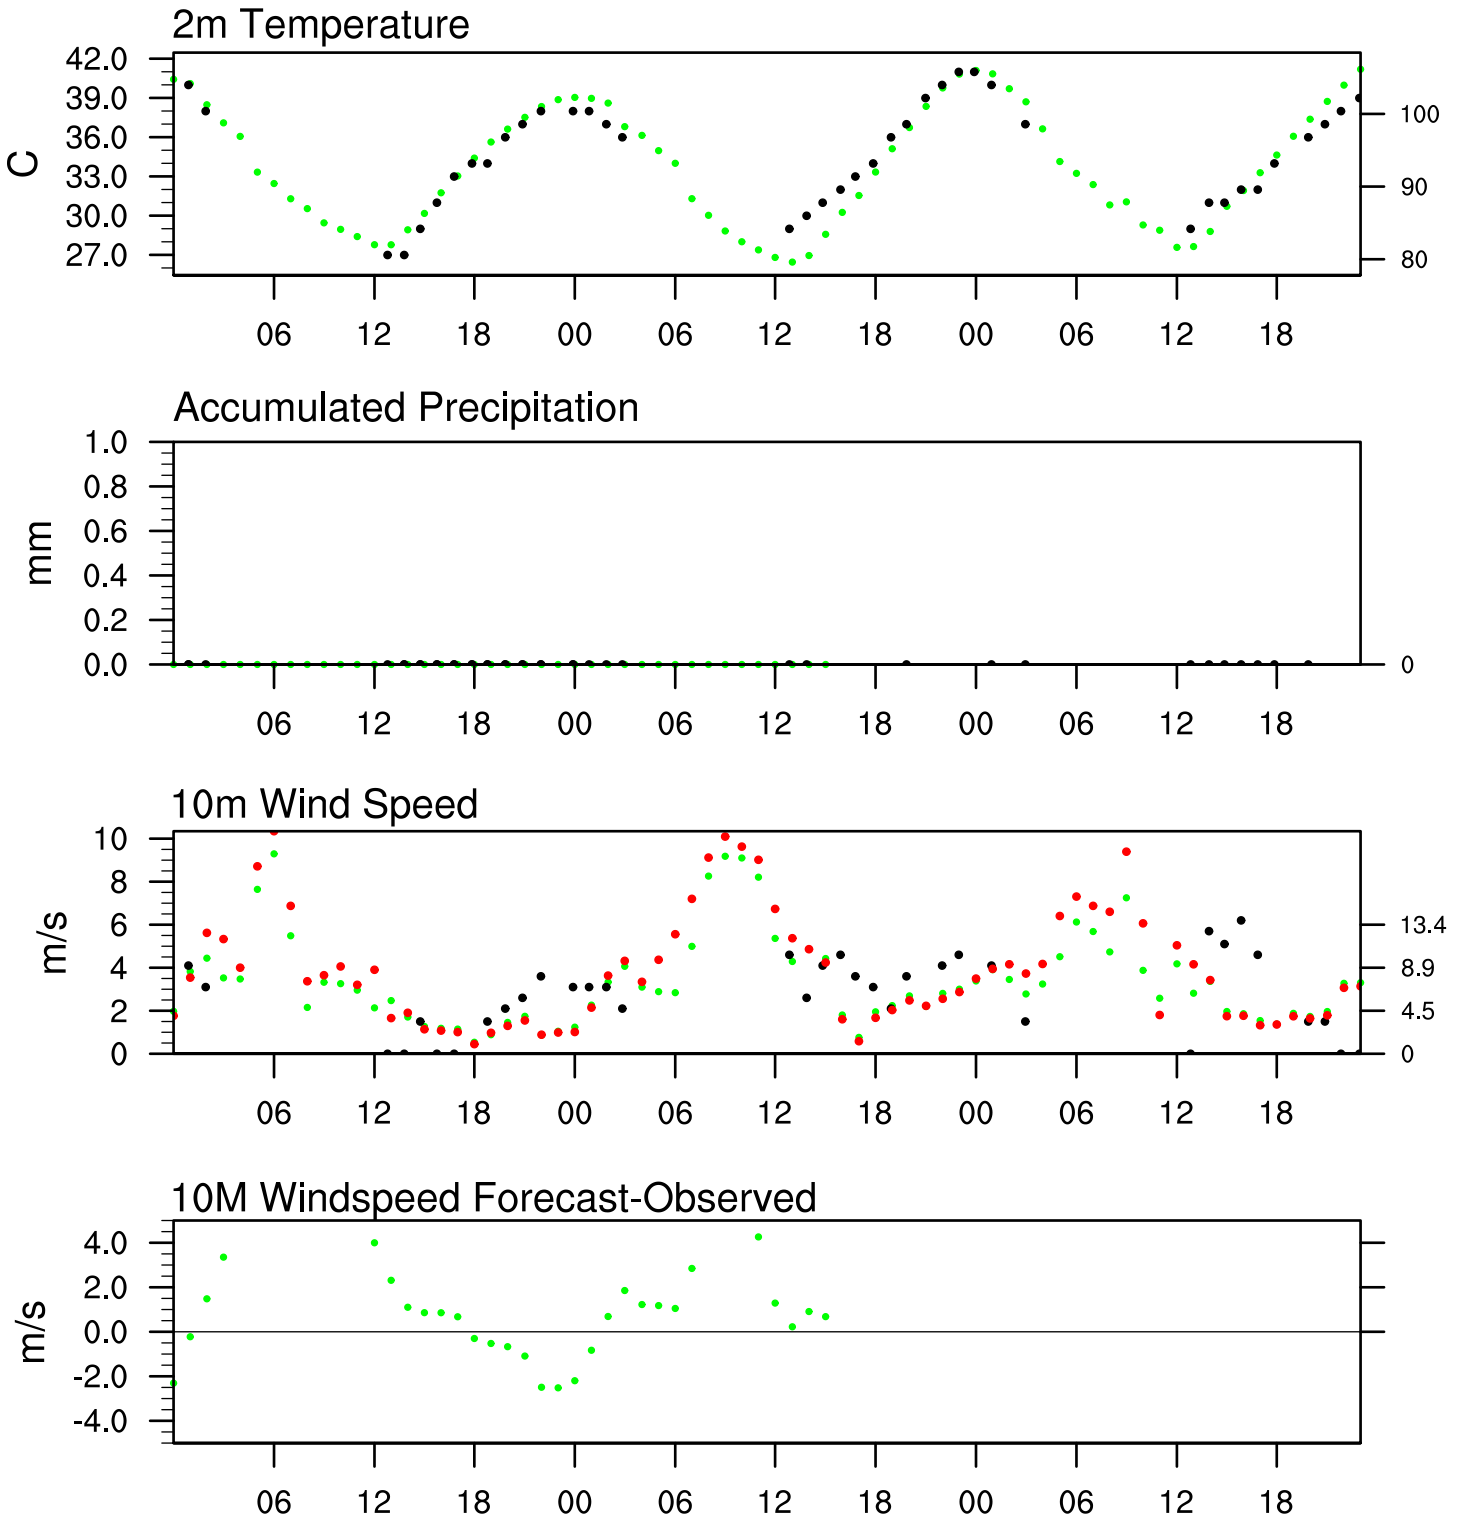 2m Temperature
42.0
39.0
36.0
33.0
30.0
27.0
C
100
90
80
06 12 18 00 06 12 18 00 06 12 18
Accumulated Precipitation
1.0
0.8
0.6
0.4
0.2
0.0
mm
0
06 12 18 00 06 12 18 00 06 12 18
10m Wind Speed
10
8
6
4
2
0
m/s
13.4
8.9
4.5
0
06 12 18 00 06 12 18 00 06 12 18
10M Windspeed Forecast-Observed
4.0
2.0
0.0
-2.0
-4.0
m/s
06 12 18 00 06 12 18 00 06 12 18